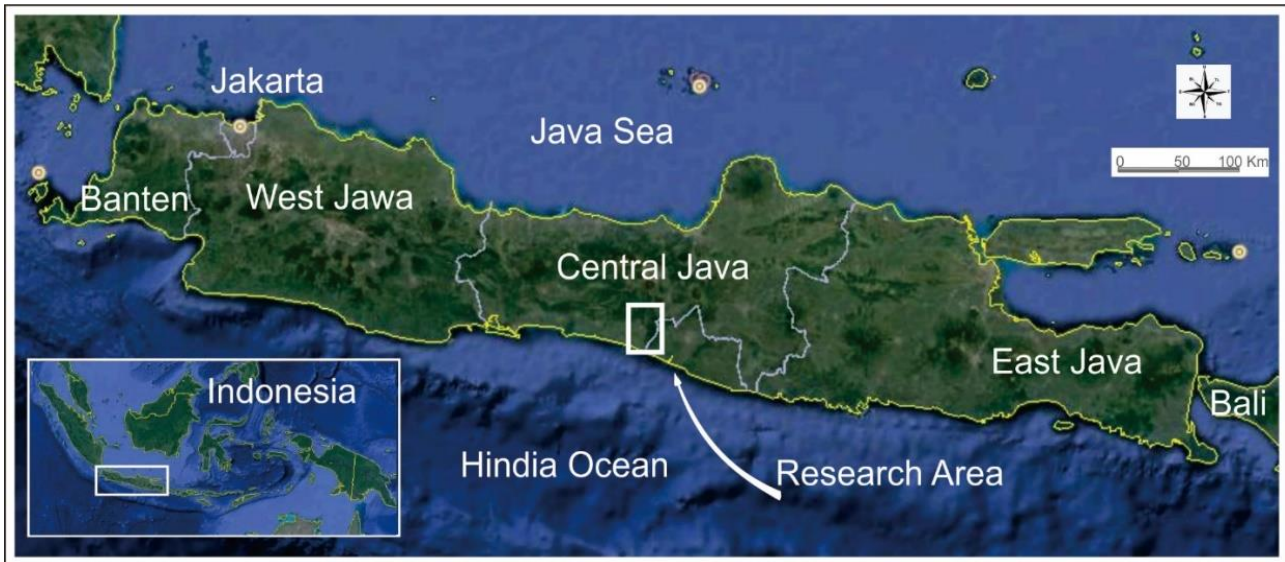 Jakarta
Java Sea
0 50 100 Km
Banten
West Jawa
Central Java
East Java
Bali
Indonesia
Hindia Ocean
Research Area